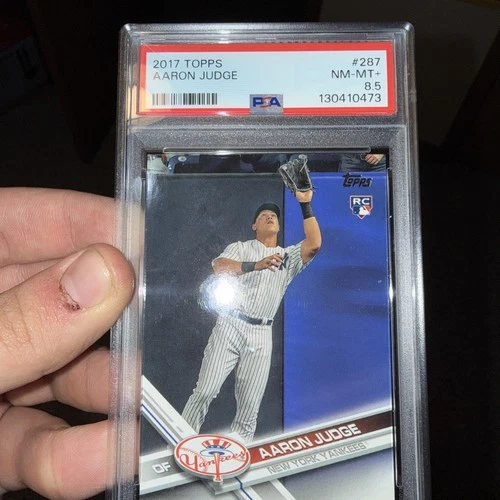 2017 TOPPS #287
AARON JUDGE NM-MT+
8.5
PSA 130410473
Topps
RC
OF Yankees AARON JUDGE
NEW YORK YANKEES